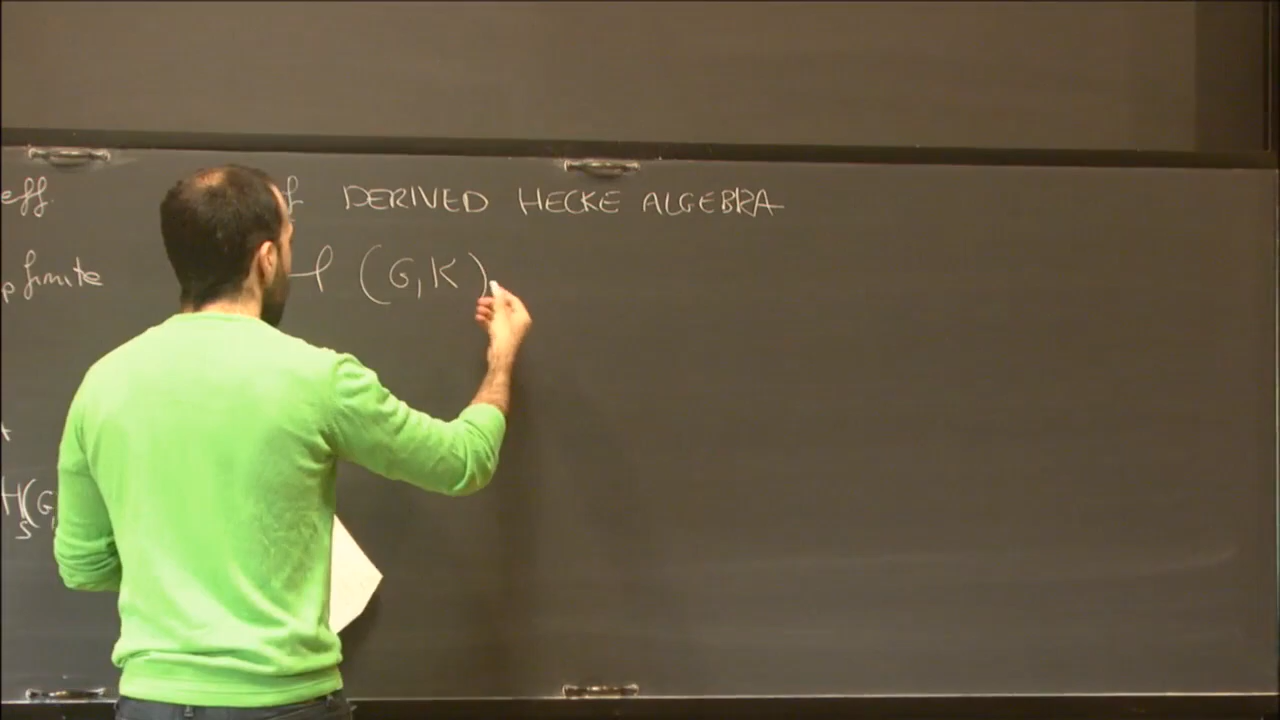 eff. f DERIVED HECKE ALGEBRA
finite H (G,K)
H (G,
S